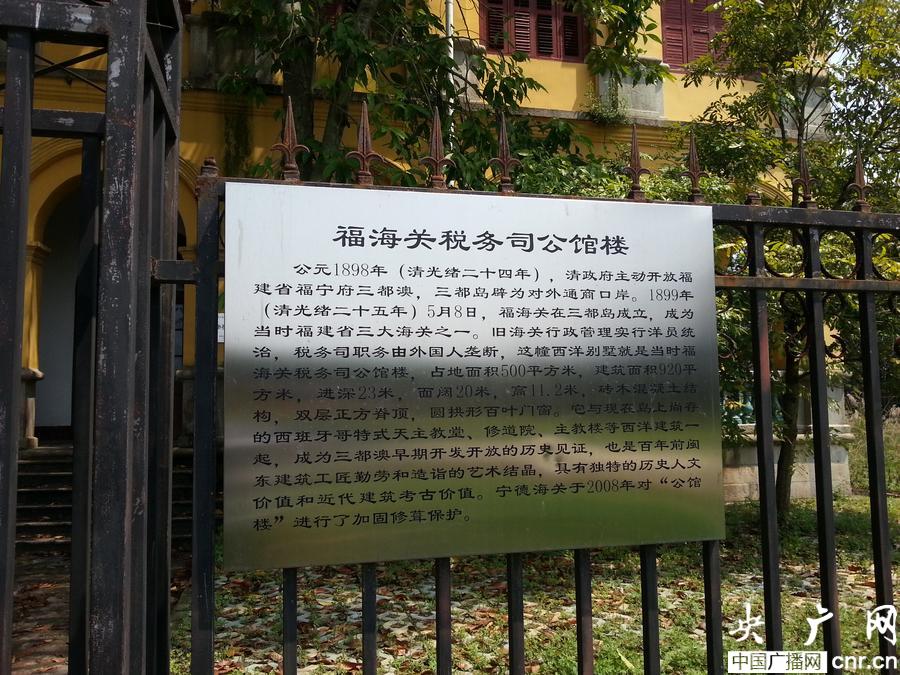 福海关税务司公馆楼
公元1898年（清光绪二十四年），清政府主动开放福
建省福宁府三都澳，三都岛辟为对外通商口岸。1899年
（清光绪二十五年）5月8日，福海关在三都岛成立，成为
当时福建省三大海关之一。旧海关行政管理实行洋员统
治，税务司职务由外国人垄断，这幢西洋别墅就是当时福
海关税务司公馆楼，占地面积500平方米，建筑面积920平
方米，进深23米，面阔20米，高11.2米，砖木混凝土结
构，双层正方脊顶，圆拱形百叶门窗。它与现在岛上尚存
的西班牙哥特式天主教堂、修道院、主教楼等西洋建筑一
起，成为三都澳早期开发开放的历史见证，也是百年前闽
东建筑工匠勤劳和造诣的艺术结晶，具有独特的历史人文
价值和近代建筑考古价值。宁德海关于2008年对“公馆
楼”进行了加固修葺保护。
央广网
中国广播网 cnr.cn